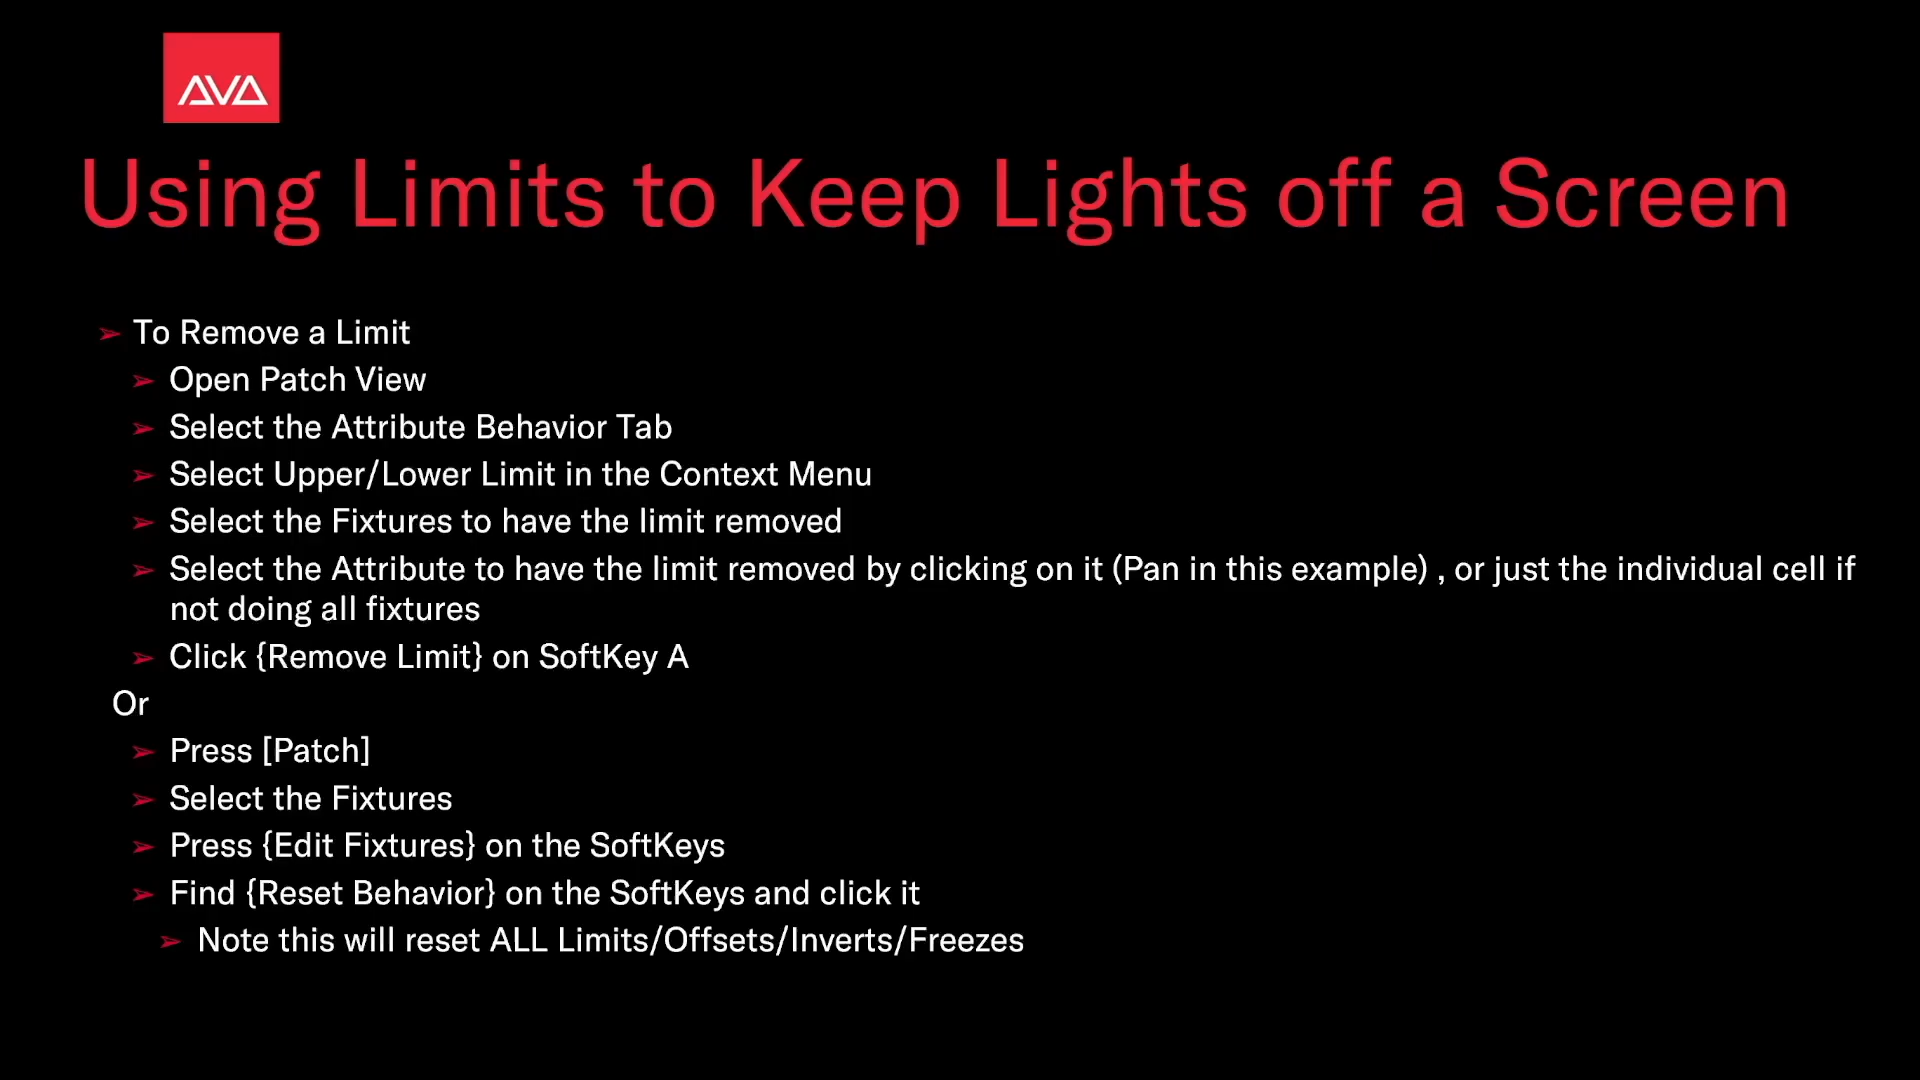 AVA
Using Limits to Keep Lights off a Screen
➢ To Remove a Limit
➢ Open Patch View
➢ Select the Attribute Behavior Tab
➢ Select Upper/Lower Limit in the Context Menu
➢ Select the Fixtures to have the limit removed
➢ Select the Attribute to have the limit removed by clicking on it (Pan in this example) , or just the individual cell if
not doing all fixtures
➢ Click {Remove Limit} on SoftKey A
Or
➢ Press [Patch]
➢ Select the Fixtures
➢ Press {Edit Fixtures} on the SoftKeys
➢ Find {Reset Behavior} on the SoftKeys and click it
➢ Note this will reset ALL Limits/Offsets/Inverts/Freezes